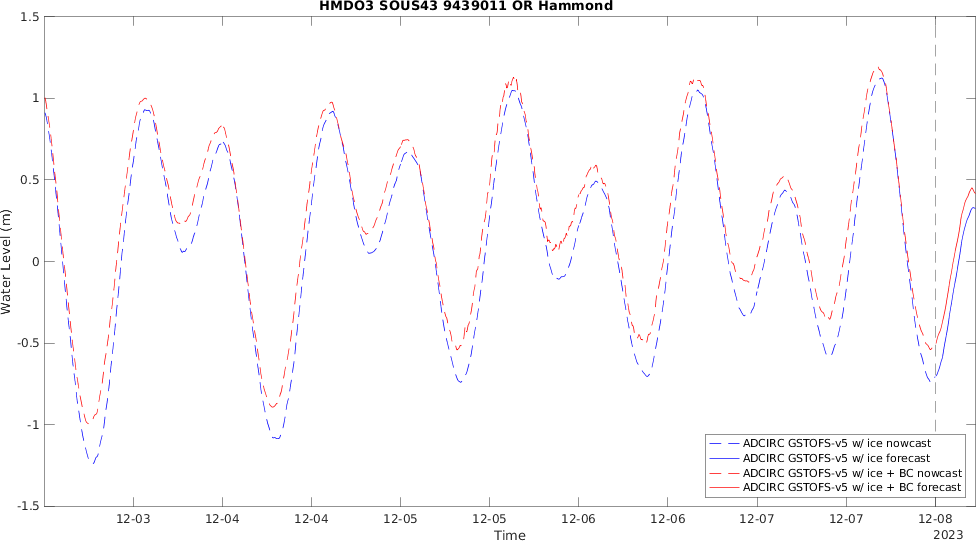 HMDO3 SOUS43 9439011 OR Hammond
1.5
1
0.5
0
-0.5
-1
-1.5
Water Level (m)
ADCIRC GSTOFS-v5 w/ ice nowcast
ADCIRC GSTOFS-v5 w/ ice forecast
ADCIRC GSTOFS-v5 w/ ice + BC nowcast
ADCIRC GSTOFS-v5 w/ ice + BC forecast
12-03 12-04 12-04 12-05 12-05 12-06 12-06 12-07 12-07 12-08
Time 2023